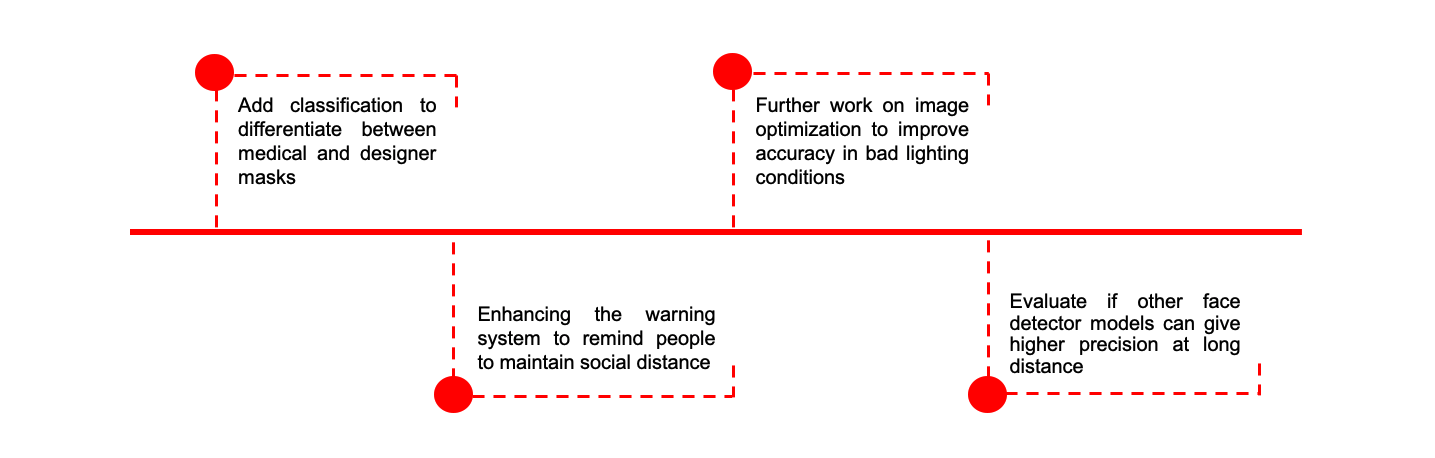 Add classification to
differentiate between
medical and designer
masks
Enhancing the warning
system to remind people
to maintain social distance
Further work on image
optimization to improve
accuracy in bad lighting
conditions
Evaluate if other face
detector models can give
higher precision at long
distance